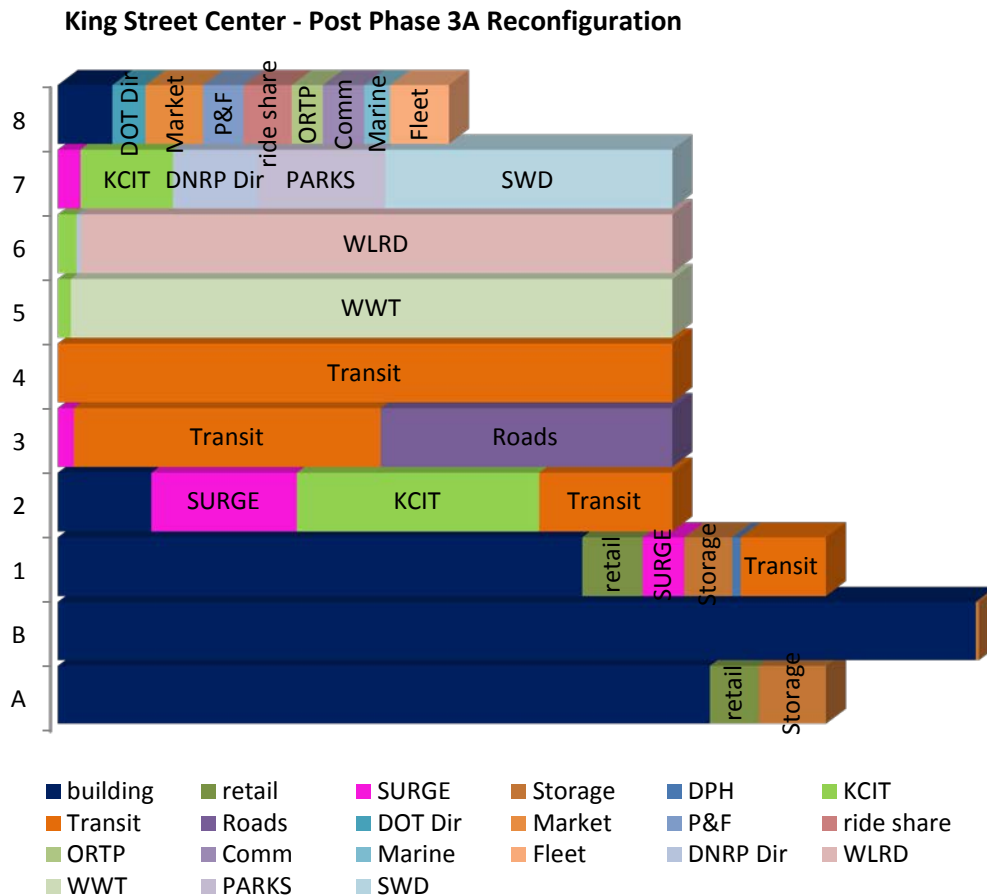 King Street Center - Post Phase 3A Reconfiguration
8 DOT Dir Market P&F ride share ORTP Comm Marine Fleet
7 KCIT DNRP Dir PARKS SWD
6 WLRD
5 WWT
4 Transit
3 Transit Roads
2 SURGE KCIT Transit
1 retail SURGE Storage Transit
B
A retail Storage
building retail SURGE Storage DPH KCIT
Transit Roads DOT Dir Market P&F ride share
ORTP Comm Marine Fleet DNRP Dir WLRD
WWT PARKS SWD